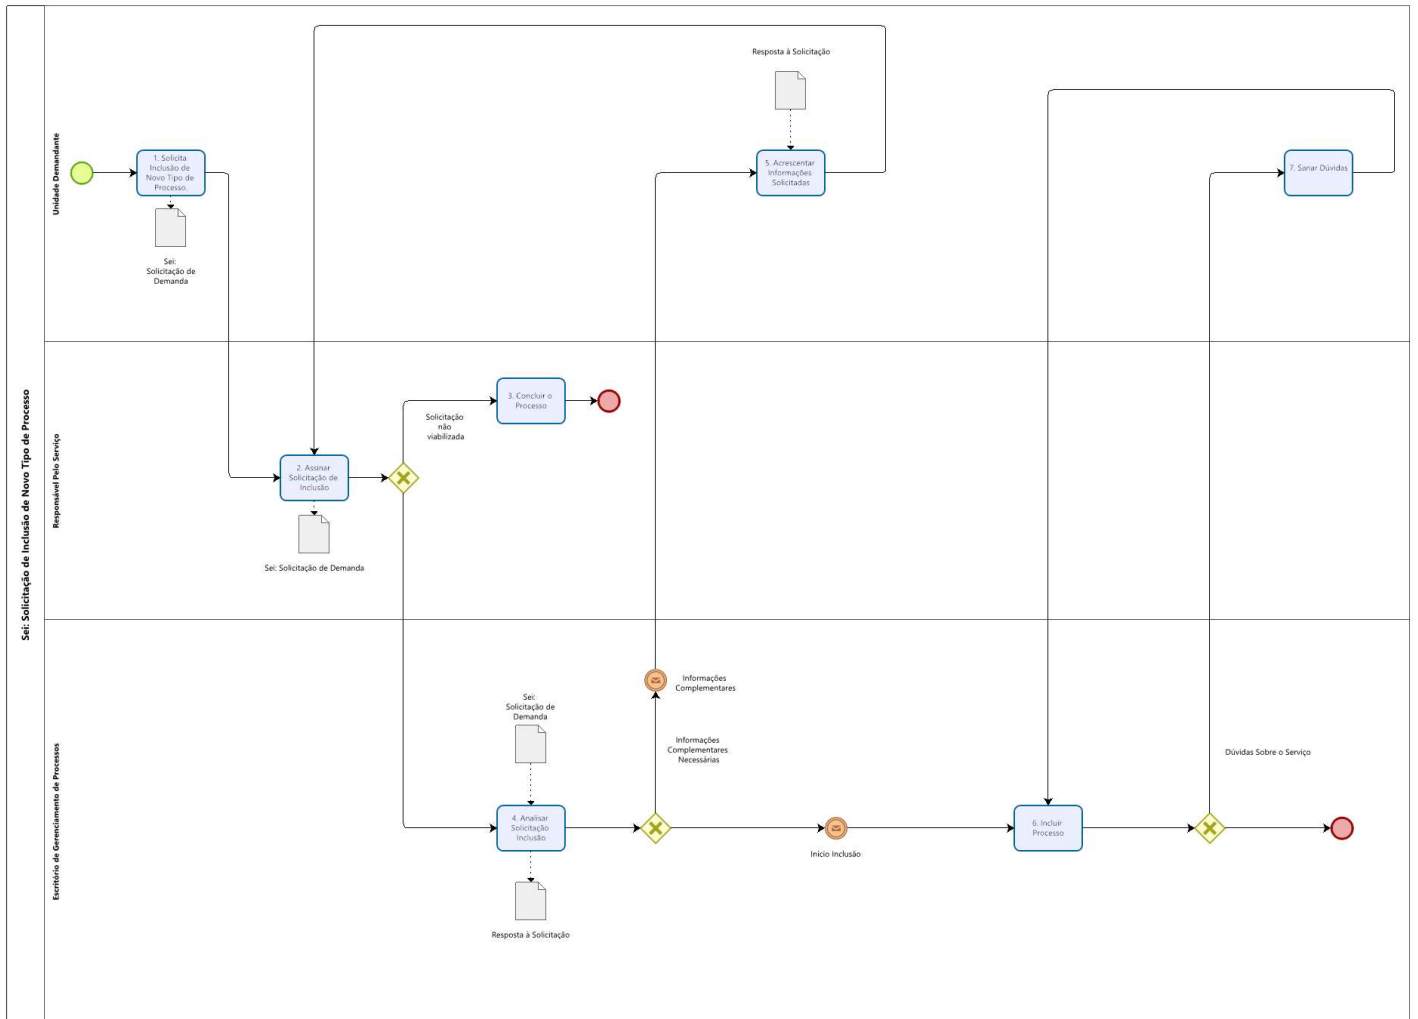 Sei: Solicitação de Inclusão de Novo Tipo de Processo
Unidade Demandante
1. Solicita
Inclusão de
Novo Tipo de
Processo.
Sei:
Solicitação de
Demanda
Resposta à Solicitação
5. Acrescentar
Informações
Solicitadas
7. Sanar Dúvidas
Responsável Pelo Serviço
2. Assinar
Solicitação de
Inclusão
Sei: Solicitação de Demanda
Solicitação
não
viabilizada
3. Concluir o
Processo
Escritório de Gerenciamento de Processos
Sei:
Solicitação de
Demanda
4. Analisar
Solicitação
Inclusão
Resposta à Solicitação
Informações
Complementares
Informações
Complementares
Necessárias
Inicio Inclusão
6. Incluir
Processo
Dúvidas Sobre o Serviço